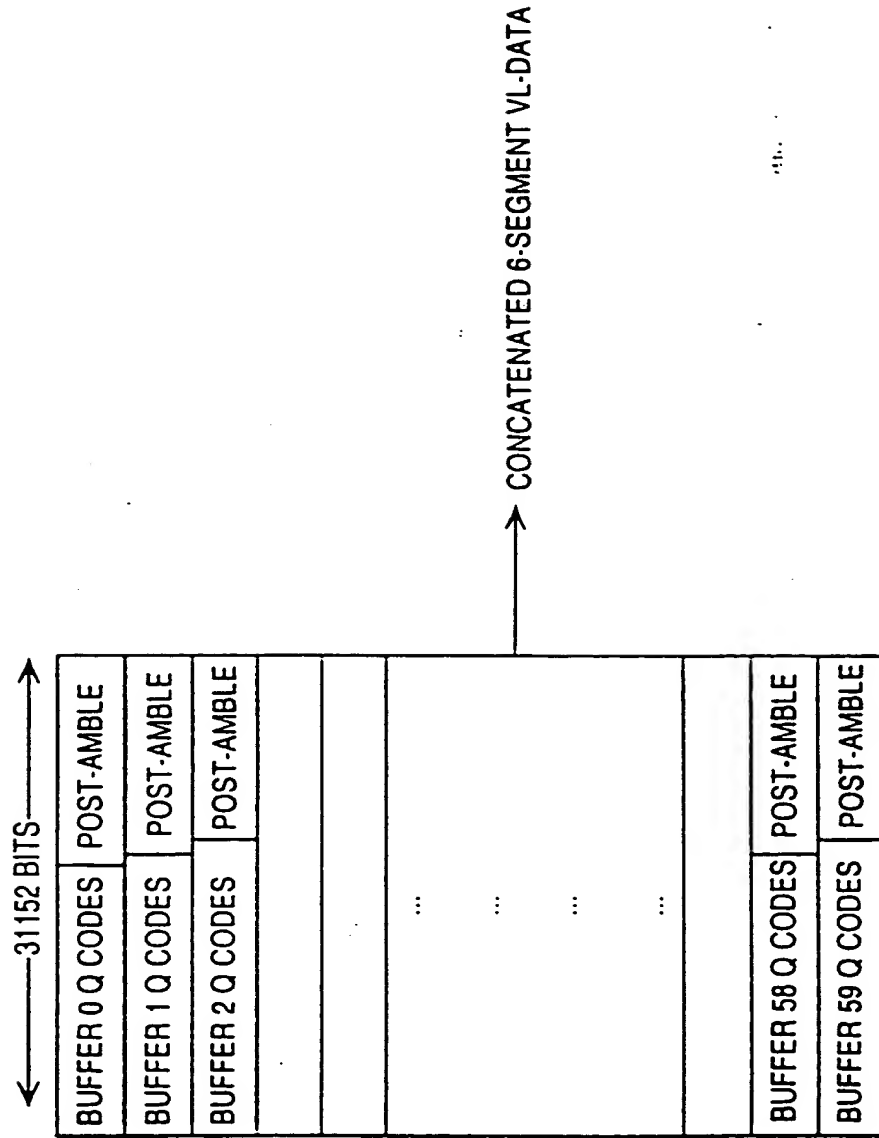 31152 BITS
BUFFER 0 Q CODES POST-AMBLE
BUFFER 1 Q CODES POST-AMBLE
BUFFER 2 Q CODES POST-AMBLE
...
...
...
...
BUFFER 58 Q CODES POST-AMBLE
BUFFER 59 Q CODES POST-AMBLE
CONCATENATED 6-SEGMENT VL-DATA